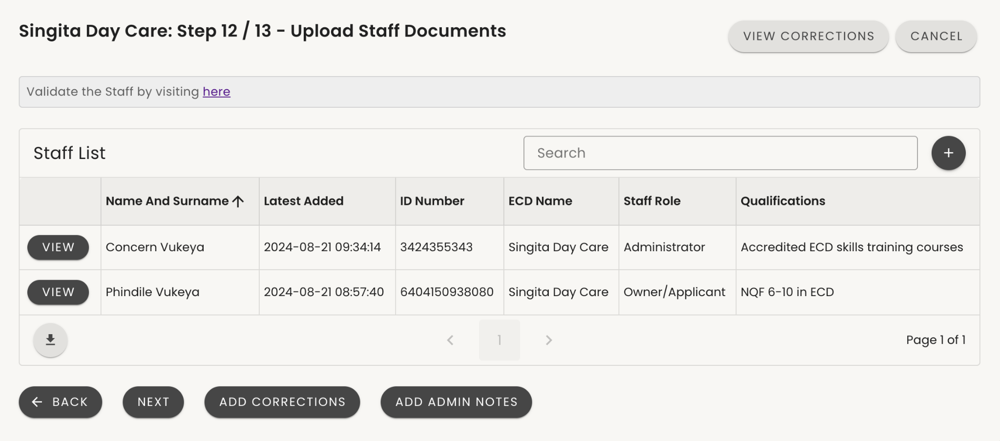 Singita Day Care: Step 12 / 13 - Upload Staff Documents
VIEW CORRECTIONS
CANCEL
Validate the Staff by visiting here
Staff List
Search
+
Name And Surname ↑
Latest Added
ID Number
ECD Name
Staff Role
Qualifications
VIEW
Concern Vukeya
2024-08-21 09:34:14
3424355343
Singita Day Care
Administrator
Accredited ECD skills training courses
VIEW
Phindile Vukeya
2024-08-21 08:57:40
6404150938080
Singita Day Care
Owner/Applicant
NQF 6-10 in ECD
1
Page 1 of 1
← BACK
NEXT
ADD CORRECTIONS
ADD ADMIN NOTES